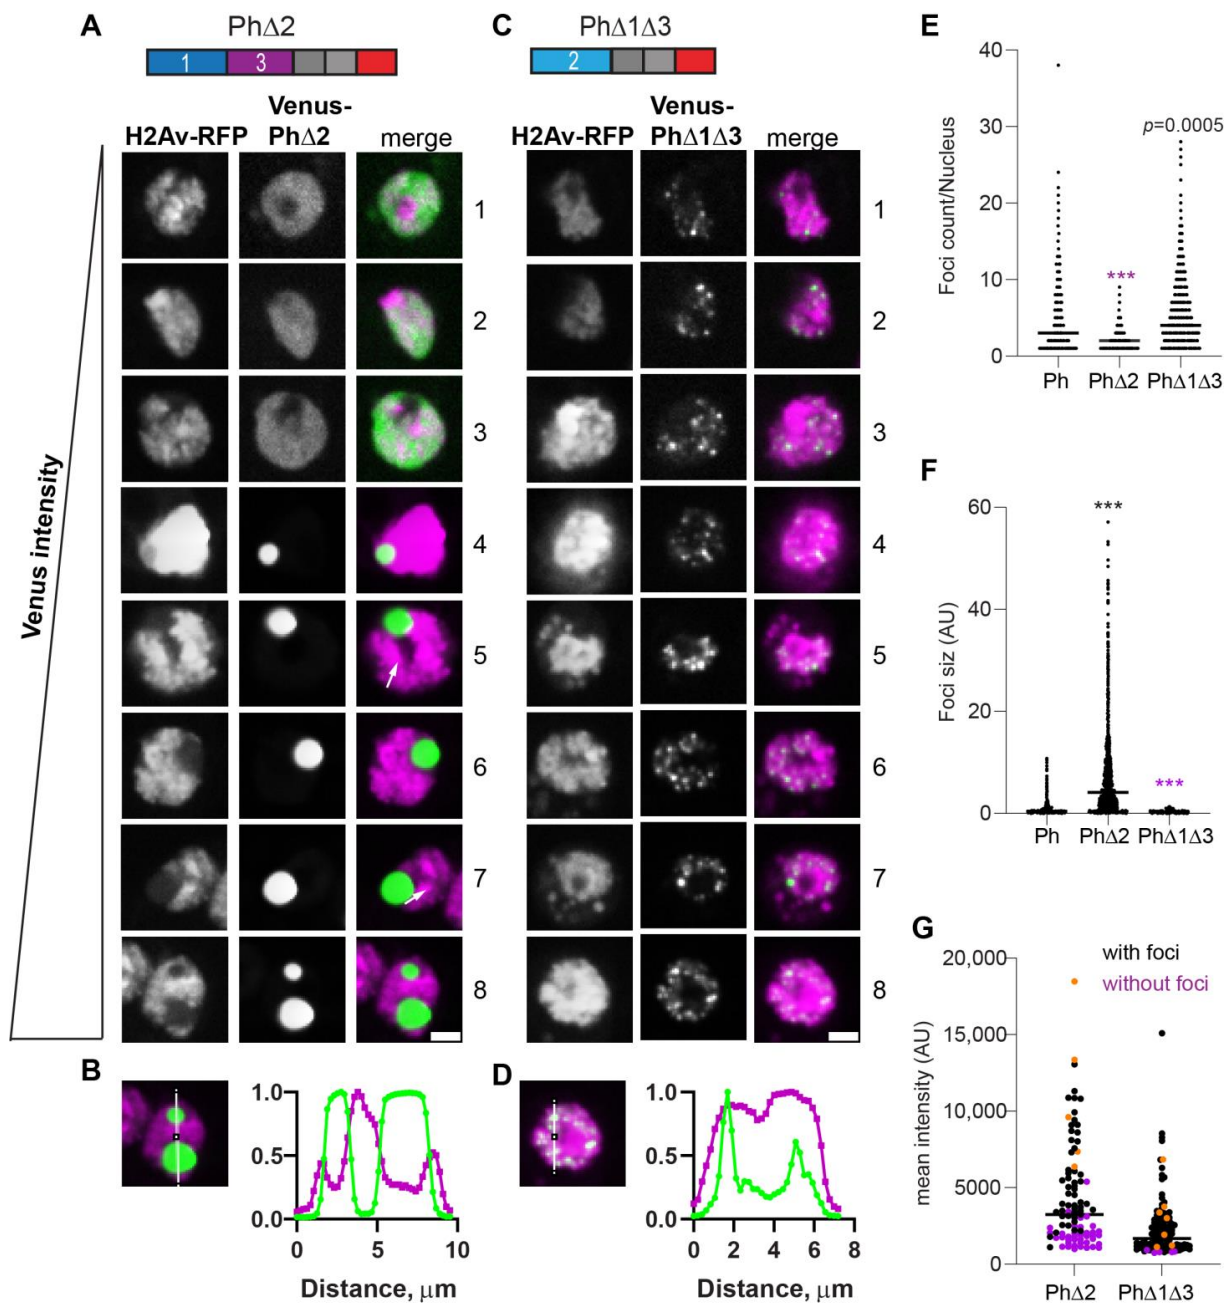 A
PhΔ2
1
3
H2Av-RFP
Venus-
PhΔ2
merge
1
2
3
4
5
6
7
8
Venus intensity
B
1.0
0.5
0.0
0
5
10
Distance, μm
C
PhΔ1Δ3
2
H2Av-RFP
Venus-
PhΔ1Δ3
merge
1
2
3
4
5
6
7
8
D
1.0
0.5
0.0
0
2
4
6
8
Distance, μm
E
Foci count/Nucleus
40
30
20
10
0
***
p=0.0005
Ph
PhΔ2
PhΔ1Δ3
F
Foci siz (AU)
60
40
20
0
***
***
Ph
PhΔ2
PhΔ1Δ3
G
mean intensity (AU)
20,000
15,000
10,000
5000
0
with foci
without foci
PhΔ2
PhΔ1Δ3